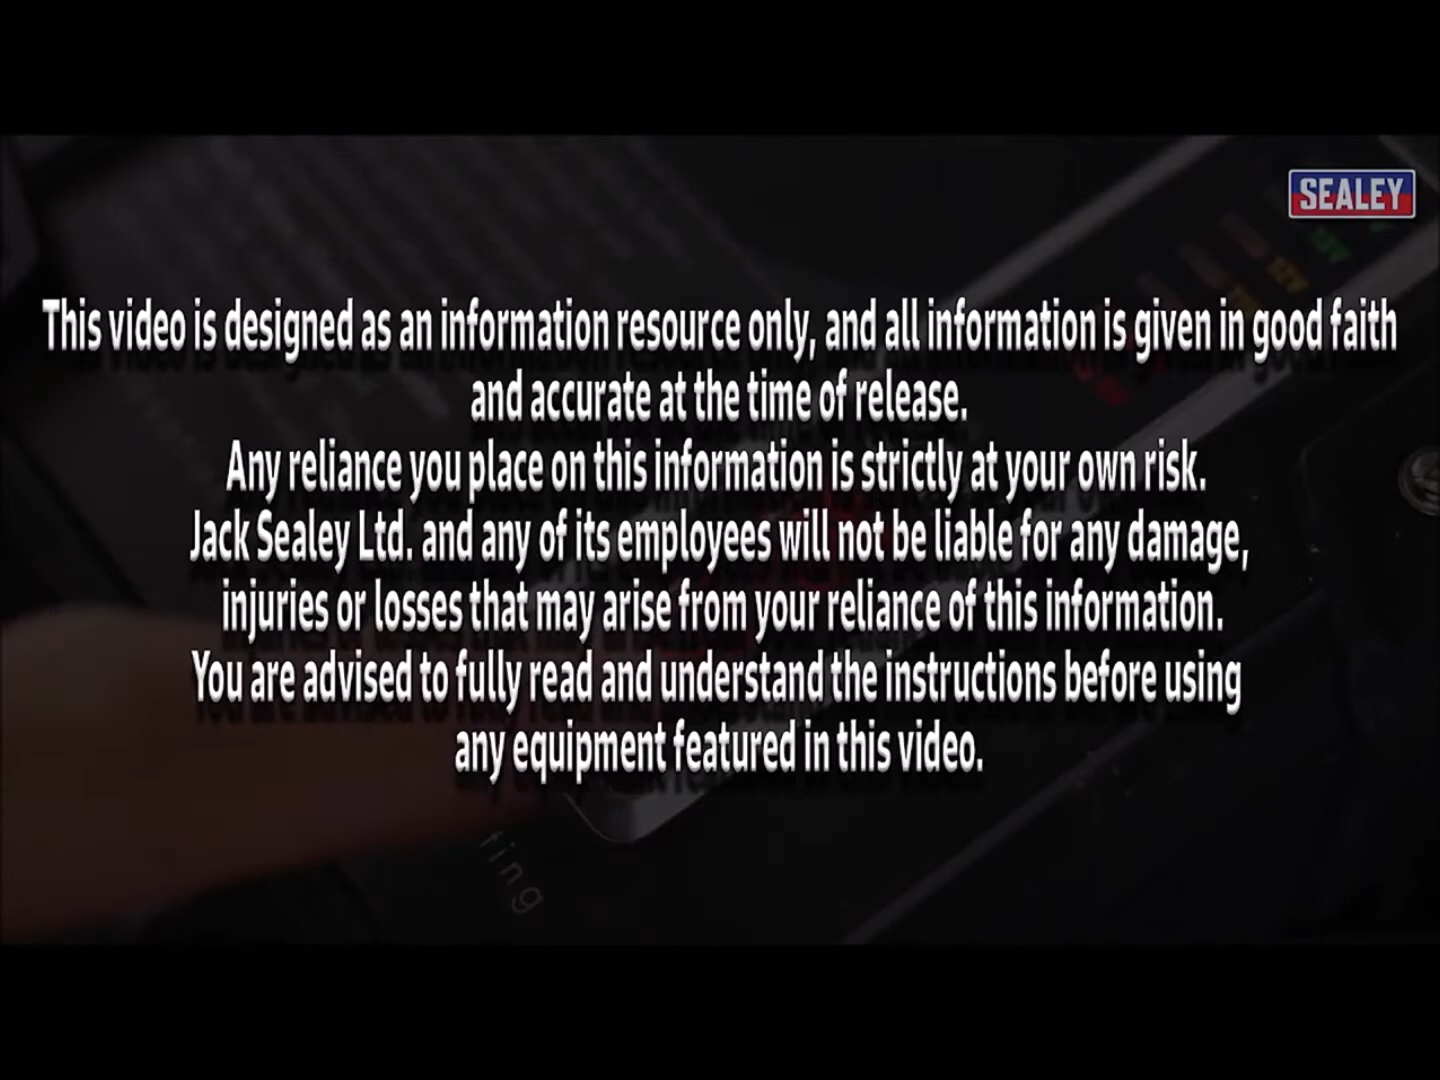 SEALEY
This video is designed as an information resource only, and all information is given in good faith
and accurate at the time of release.
Any reliance you place on this information is strictly at your own risk.
Jack Sealey Ltd. and any of its employees will not be liable for any damage,
injuries or losses that may arise from your reliance of this information.
You are advised to fully read and understand the instructions before using
any equipment featured in this video.